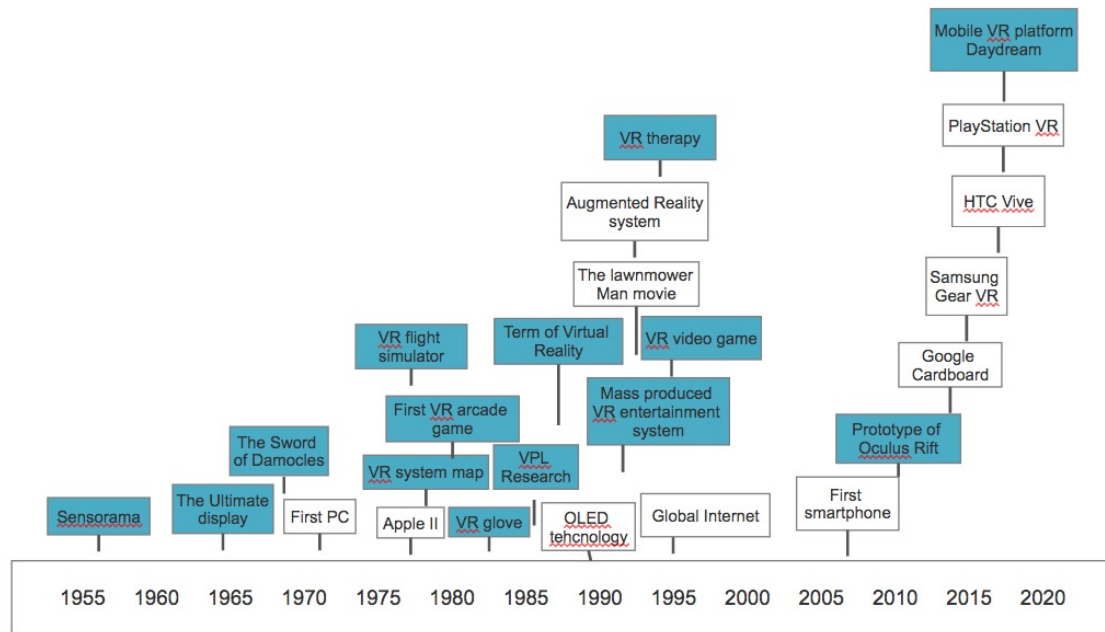 Mobile VR platform
Daydream
PlayStation VR
VR therapy
HTC Vive
Augmented Reality
system
The lawnmower
Man movie
Samsung
Gear VR
VR flight
simulator
Term of Virtual
Reality
VR video game
Google
Cardboard
First VR arcade
game
Mass produced
VR entertainment
system
The Sword
of Damocles
Prototype of
Oculus Rift
VR system map
VPL
Research
Sensorama
The Ultimate
display
First PC
Apple II
VR glove
OLED
tehcnology
Global Internet
First
smartphone
1955 1960 1965 1970 1975 1980 1985 1990 1995 2000 2005 2010 2015 2020